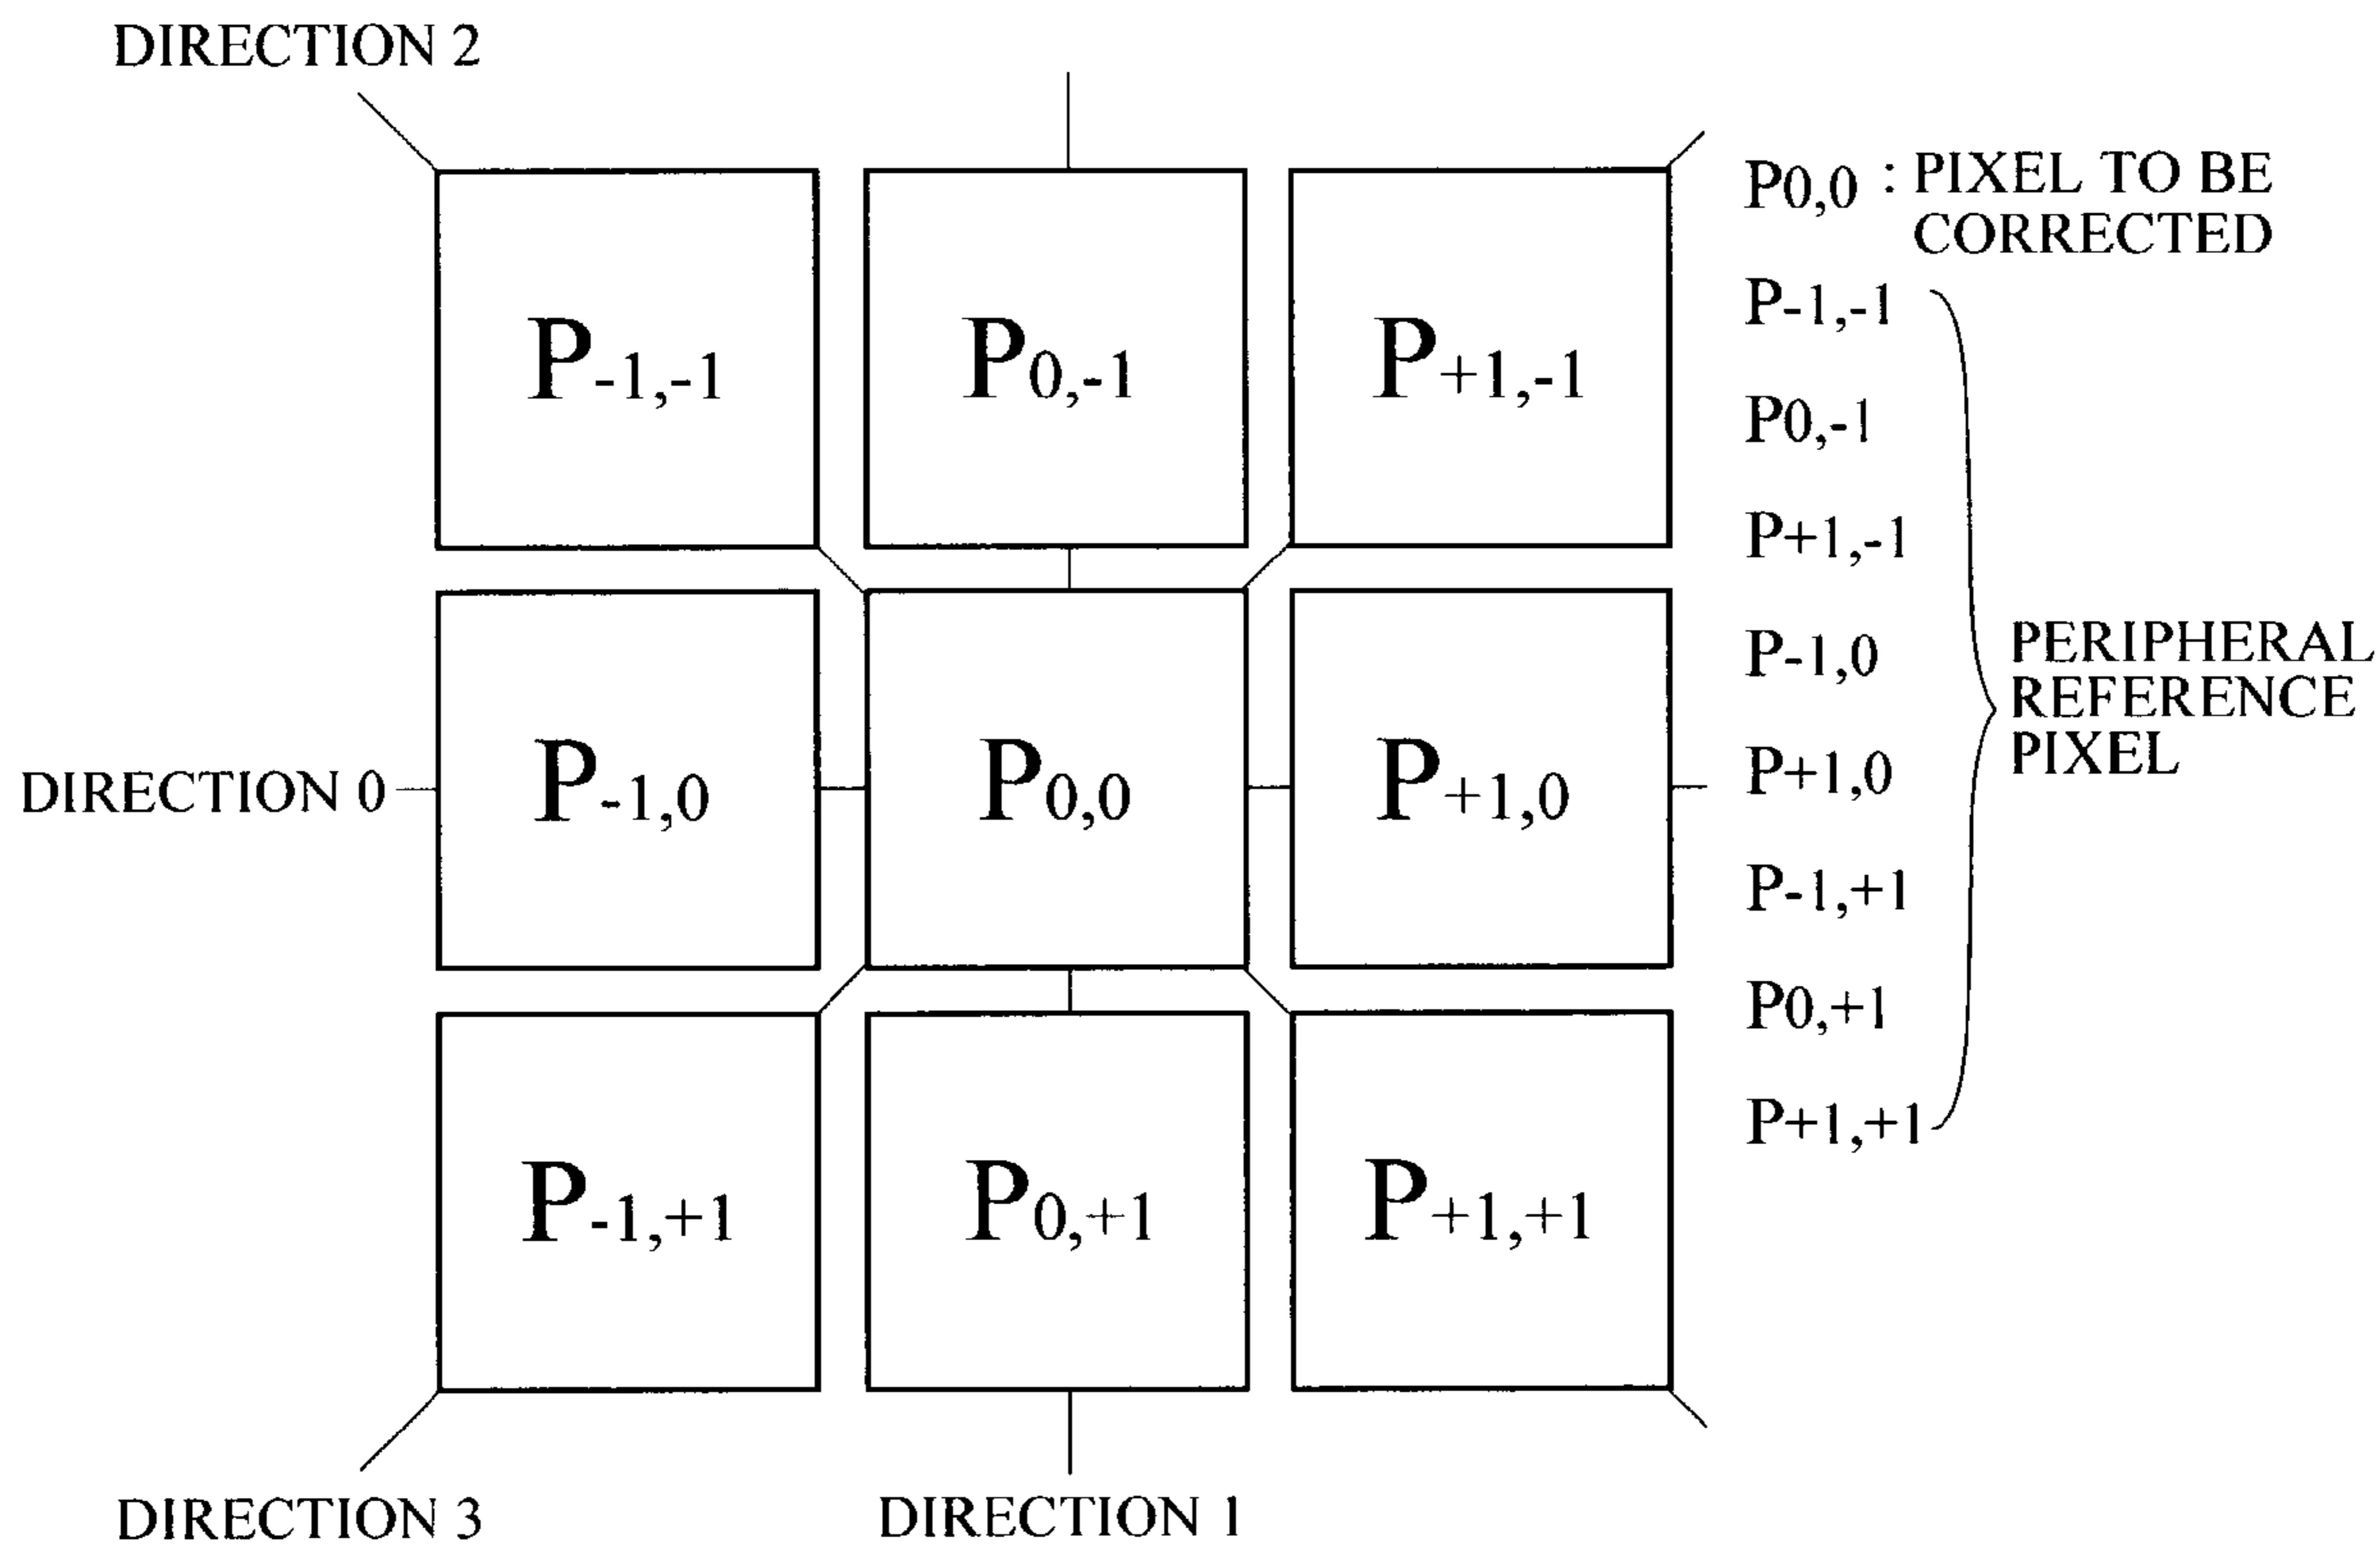 DIRECTION 2
P0,0 : PIXEL TO BE
CORRECTED
P-1,-1 P0,-1 P+1,-1
P-1,-1
P0,-1
P+1,-1
P-1,0
P+1,0
P-1,+1
P0,+1
P+1,+1
PERIPHERAL
REFERENCE
PIXEL
DIRECTION 0 P-1,0 P0,0 P+1,0
P-1,+1 P0,+1 P+1,+1
DIRECTION 3 DIRECTION 1